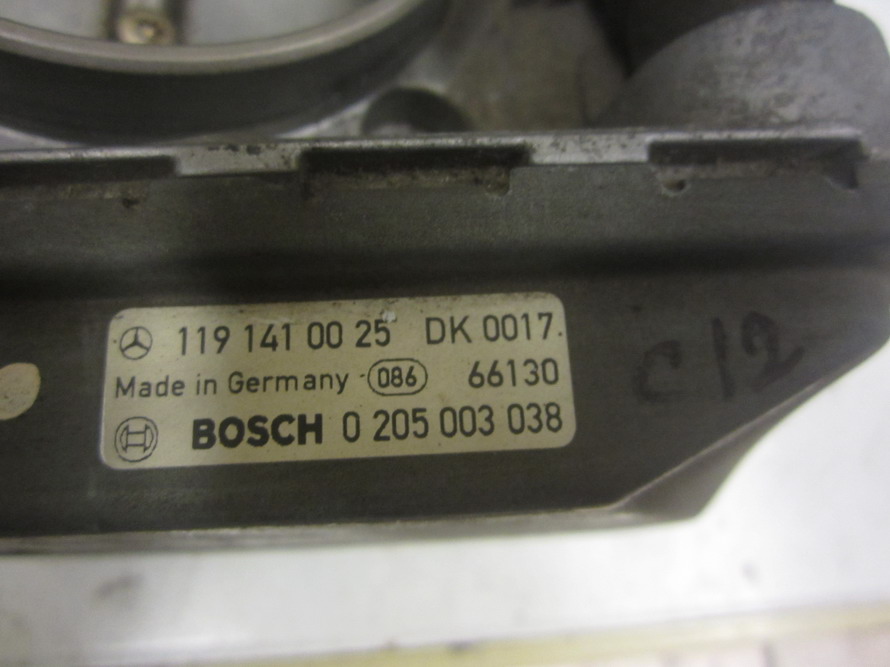 119 141 00 25 DK 0017.
Made in Germany 086 66130
BOSCH 0 205 003 038
C12